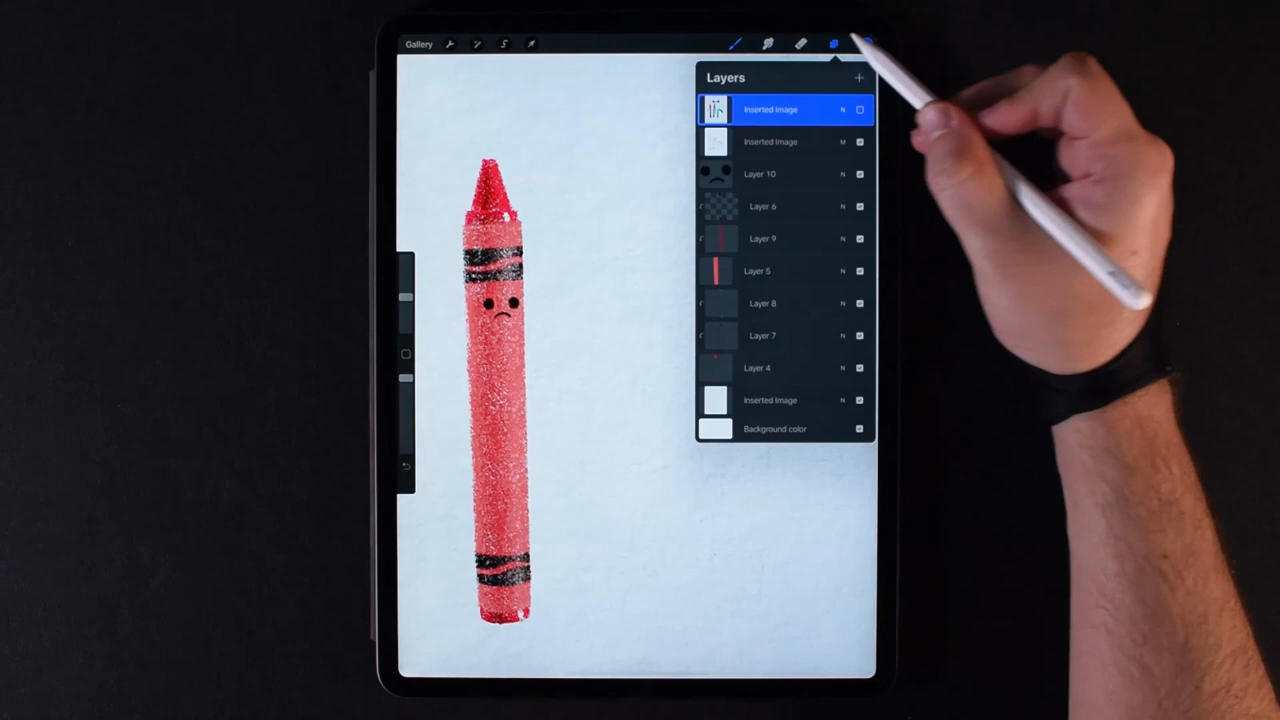 Gallery
Layers
Inserted Image N
Inserted Image M
Layer 10 N
Layer 6 N
Layer 9 N
Layer 5 N
Layer 8 N
Layer 7 N
Layer 4 N
Inserted Image N
Background color